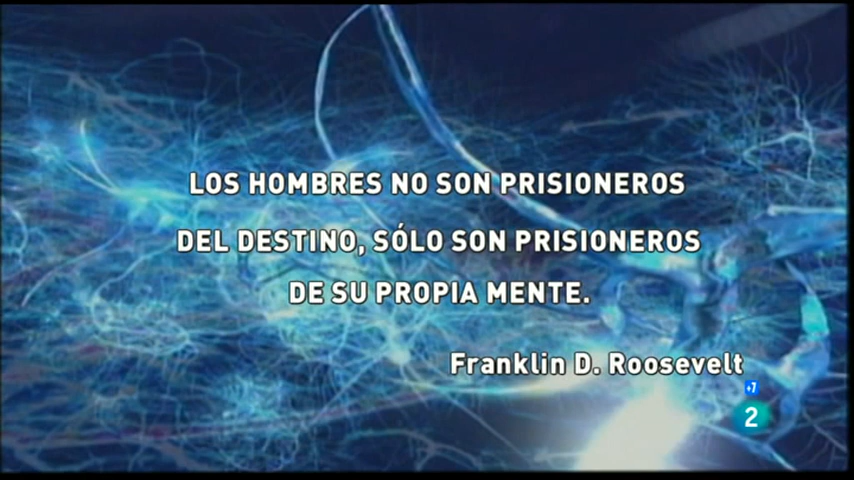 LOS HOMBRES NO SON PRISIONEROS
DEL DESTINO, SÓLO SON PRISIONEROS
DE SU PROPIA MENTE.
Franklin D. Roosevelt
+7
2